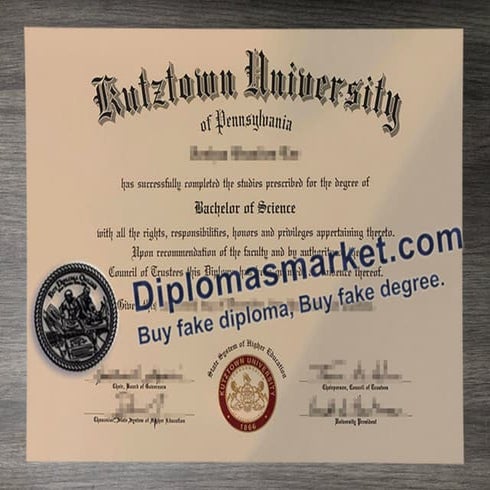 Kutztown University
of Pennsylvania
has successfully completed the studies prescribed for the degree of
Bachelor of Science
with all the rights, responsibilities, honors and privileges appertaining thereto.
Upon recommendation of the faculty and by
Council of Trustees this Diploma thereof.
Diplomasmarket.com
Buy fake diploma, Buy fake degree.
State System of Higher Education
KUTZTOWN UNIVERSITY
1866
Chair, Board of Governors
Chairperson, Council of Trustees
Chancellor, State System of Higher Education
University President